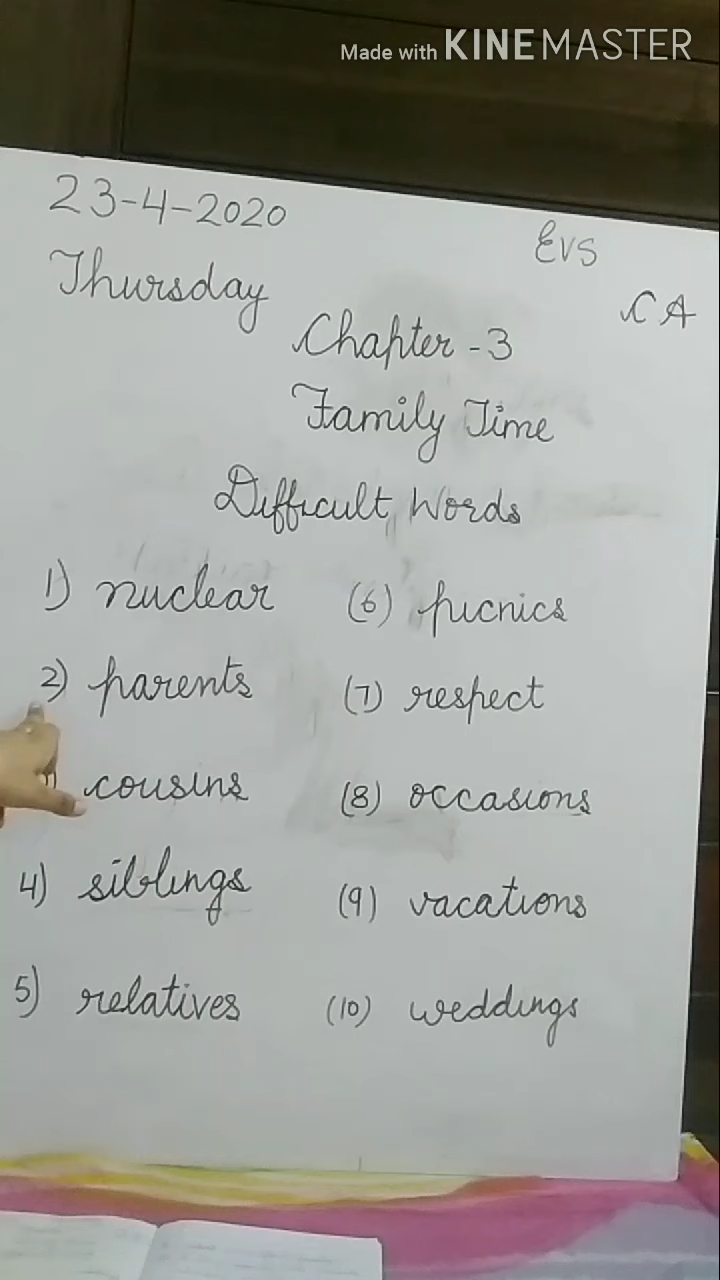 Made with KINEMASTER
23-4-2020
EVS
Thursday
CA
Chapter -3
Family Time
Difficult Words
1) nuclear (6) picnics
2) parents (7) respect
) cousins (8) occasions
4) siblings (9) vacations
5) relatives (10) weddings